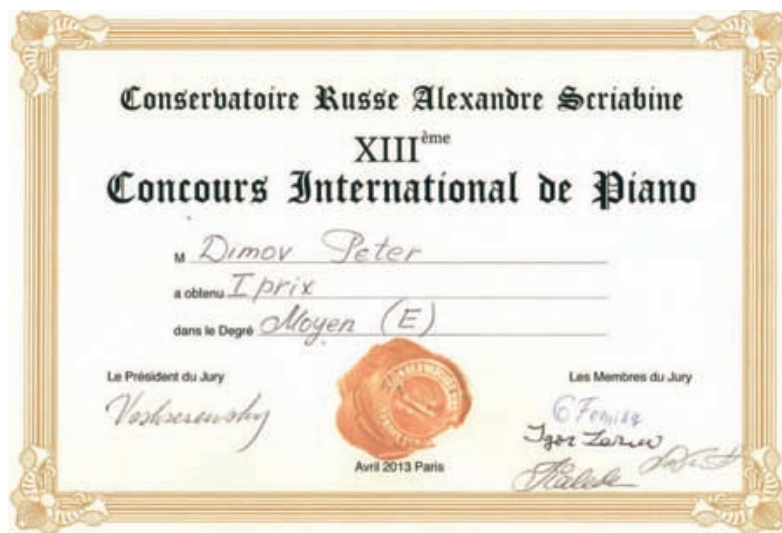 Conservatoire Russe Alexandre Scriabine
XIIIème
Concours International de Piano
M Dimov Peter
a obtenu I prix
dans le Degré Moyen (E)
Le Président du Jury
Les Membres du Jury
Avril 2013 Paris